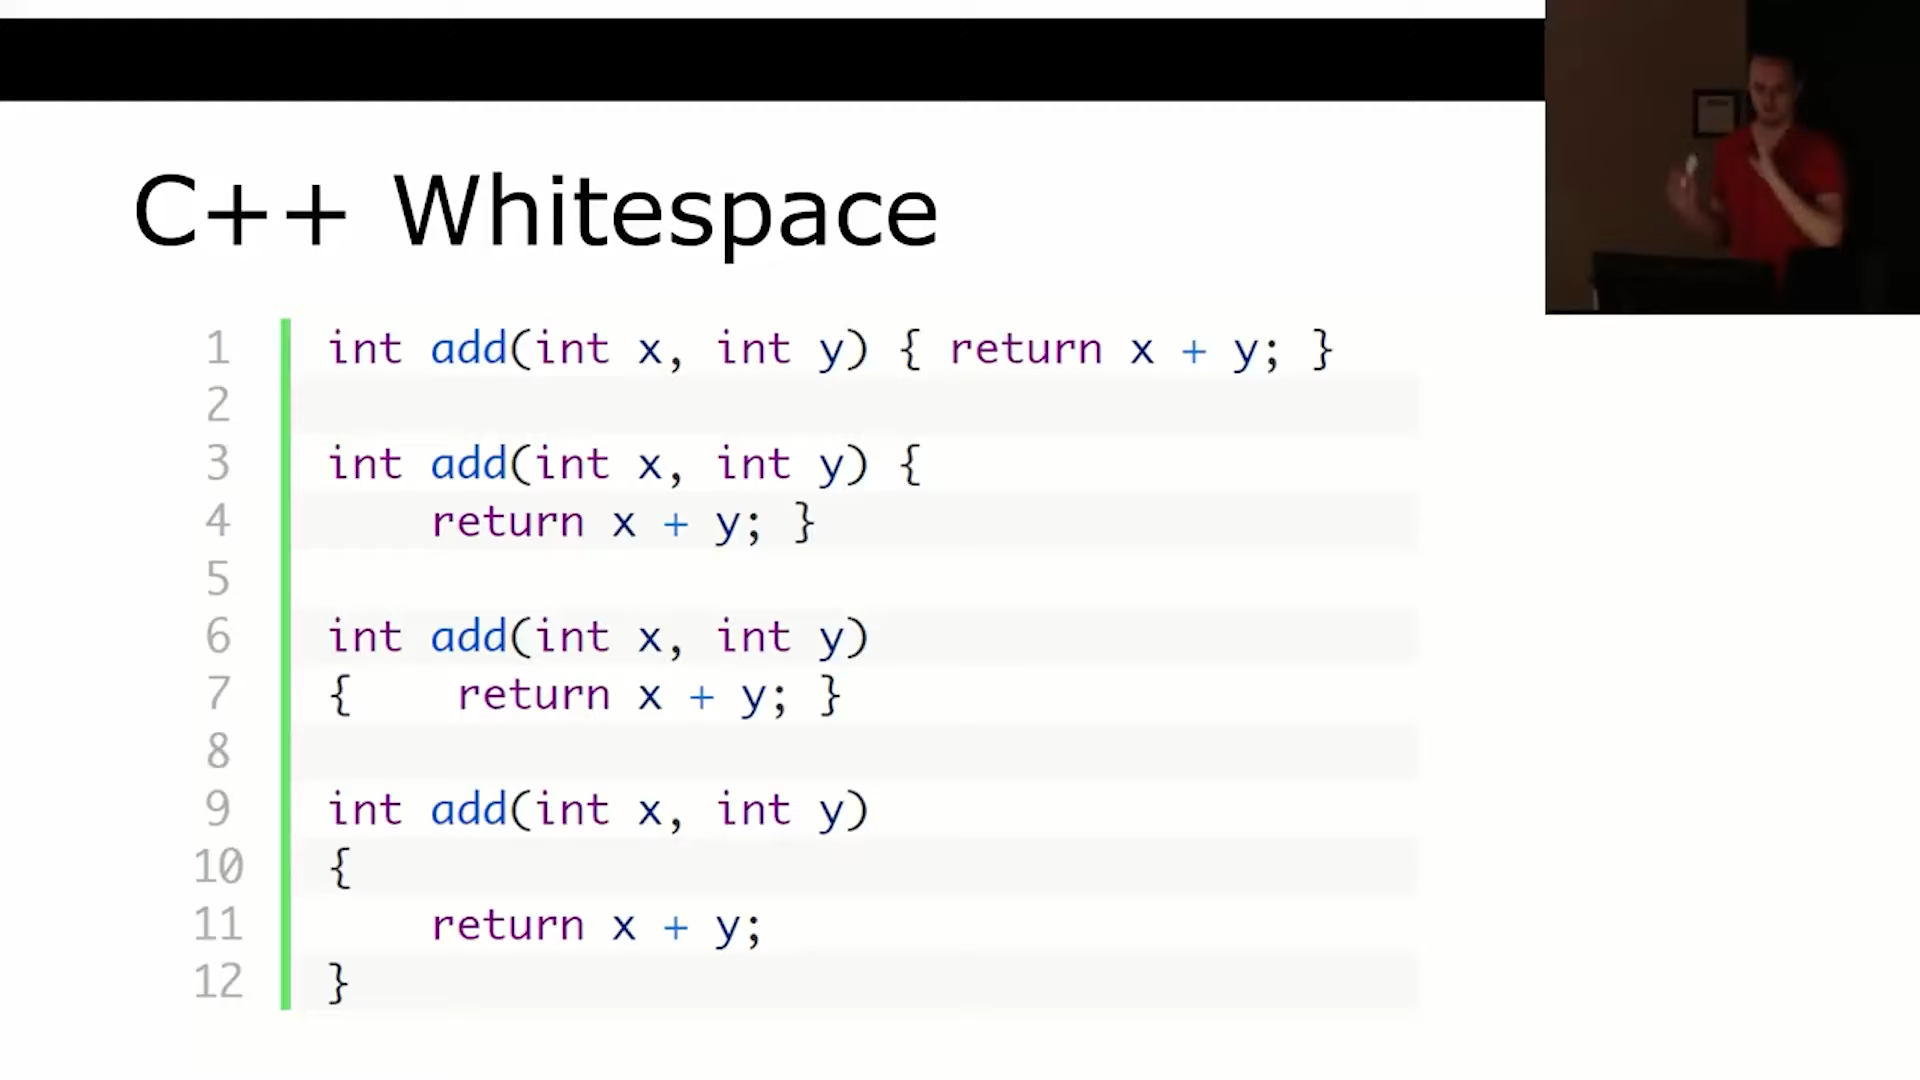 C++ Whitespace
1 int add(int x, int y) { return x + y; }
2
3 int add(int x, int y) {
4     return x + y; }
5
6 int add(int x, int y)
7 {    return x + y; }
8
9 int add(int x, int y)
10 {
11     return x + y;
12 }